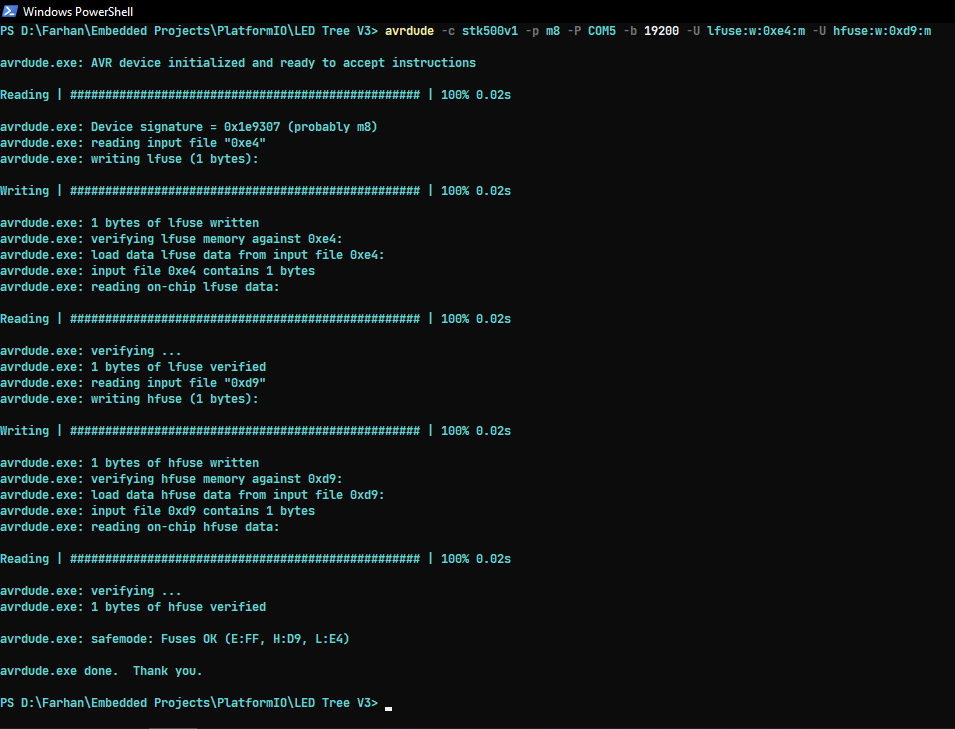 Windows PowerShell
PS D:\Farhan\Embedded Projects\PlatformIO\LED Tree V3> avrdude -c stk500v1 -p m8 -P COM5 -b 19200 -U lfuse:w:0xe4:m -U hfuse:w:0xd9:m
avrdude.exe: AVR device initialized and ready to accept instructions
Reading | ################################################## | 100% 0.02s
avrdude.exe: Device signature = 0x1e9307 (probably m8)
avrdude.exe: reading input file "0xe4"
avrdude.exe: writing lfuse (1 bytes):
Writing | ################################################## | 100% 0.02s
avrdude.exe: 1 bytes of lfuse written
avrdude.exe: verifying lfuse memory against 0xe4:
avrdude.exe: load data lfuse data from input file 0xe4:
avrdude.exe: input file 0xe4 contains 1 bytes
avrdude.exe: reading on-chip lfuse data:
Reading | ################################################## | 100% 0.02s
avrdude.exe: verifying ...
avrdude.exe: 1 bytes of lfuse verified
avrdude.exe: reading input file "0xd9"
avrdude.exe: writing hfuse (1 bytes):
Writing | ################################################## | 100% 0.02s
avrdude.exe: 1 bytes of hfuse written
avrdude.exe: verifying hfuse memory against 0xd9:
avrdude.exe: load data hfuse data from input file 0xd9:
avrdude.exe: input file 0xd9 contains 1 bytes
avrdude.exe: reading on-chip hfuse data:
Reading | ################################################## | 100% 0.02s
avrdude.exe: verifying ...
avrdude.exe: 1 bytes of hfuse verified
avrdude.exe: safemode: Fuses OK (E:FF, H:D9, L:E4)
avrdude.exe done.  Thank you.
PS D:\Farhan\Embedded Projects\PlatformIO\LED Tree V3>